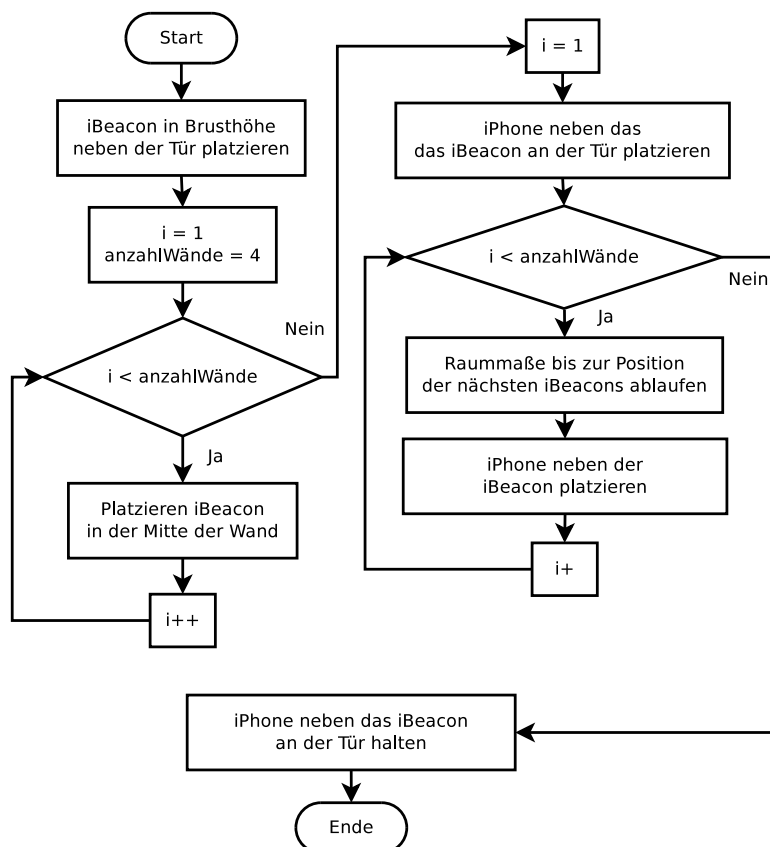 Start
iBeacon in Brusthöhe
neben der Tür platzieren
i = 1
anzahlWände = 4
i < anzahlWände
Nein
Ja
Platzieren iBeacon
in der Mitte der Wand
i++
i = 1
iPhone neben das
das iBeacon an der Tür platzieren
i < anzahlWände
Nein
Ja
Raummaße bis zur Position
der nächsten iBeacons ablaufen
iPhone neben der
iBeacon platzieren
i+
iPhone neben das iBeacon
an der Tür halten
Ende